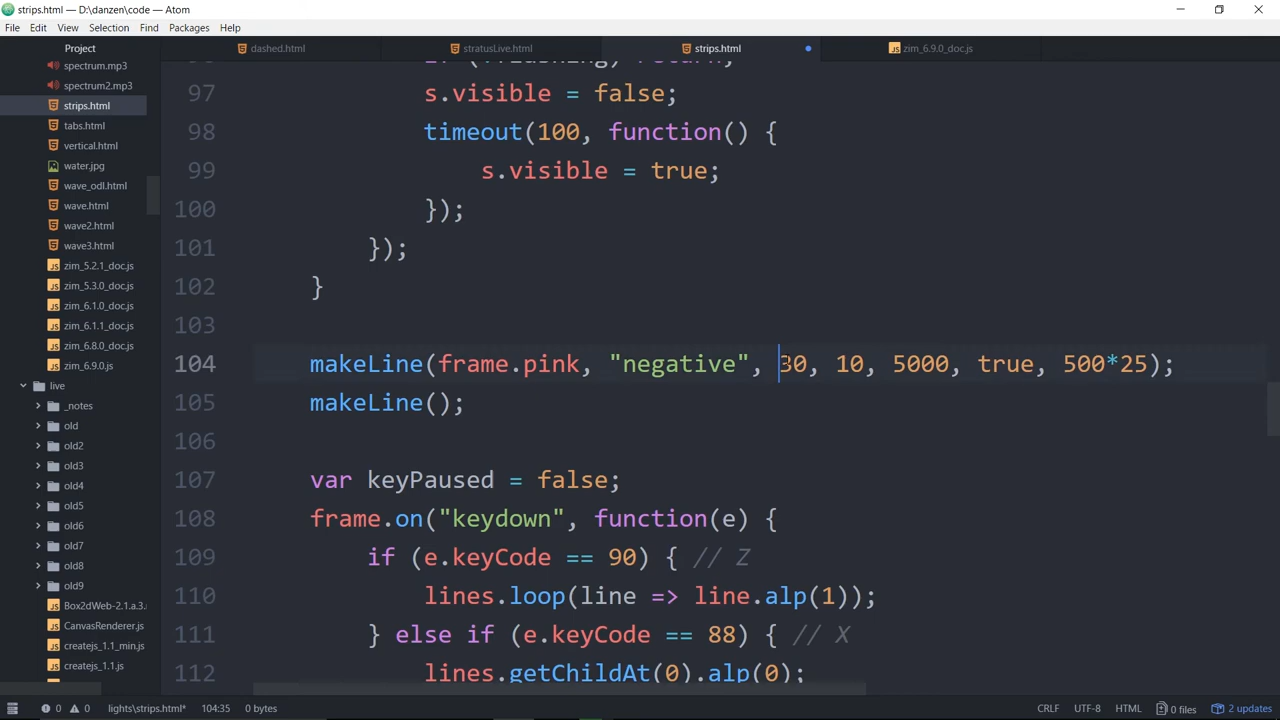 strips.html — D:\danzen\code — Atom
File Edit View Selection Find Packages Help
Project
dashed.html
stratusLive.html
strips.html
zim_6.9.0_doc.js
spectrum.mp3
spectrum2.mp3
strips.html
tabs.html
vertical.html
water.jpg
wave_odl.html
wave.html
wave2.html
wave3.html
zim_5.2.1_doc.js
zim_5.3.0_doc.js
zim_6.1.0_doc.js
zim_6.1.1_doc.js
zim_6.8.0_doc.js
zim_6.9.0.js
live
_notes
old
old2
old3
old4
old5
old6
old7
old8
old9
Box2dWeb-2.1.a.3.
CanvasRenderer.js
createjs_1.1_min.js
createjs_1.1.js
97 s.visible = false;
98 timeout(100, function() {
99 s.visible = true;
100 });
101 });
102 }
103
104 makeLine(frame.pink, "negative", 30, 10, 5000, true, 500*25);
105 makeLine();
106
107 var keyPaused = false;
108 frame.on("keydown", function(e) {
109 if (e.keyCode == 90) { // Z
110 lines.loop(line => line.alp(1));
111 } else if (e.keyCode == 88) { // X
112 lines.getChildAt(0).alp(0);
0 0 lights\strips.html* 104:35 0 bytes CRLF UTF-8 HTML 0 files 2 updates